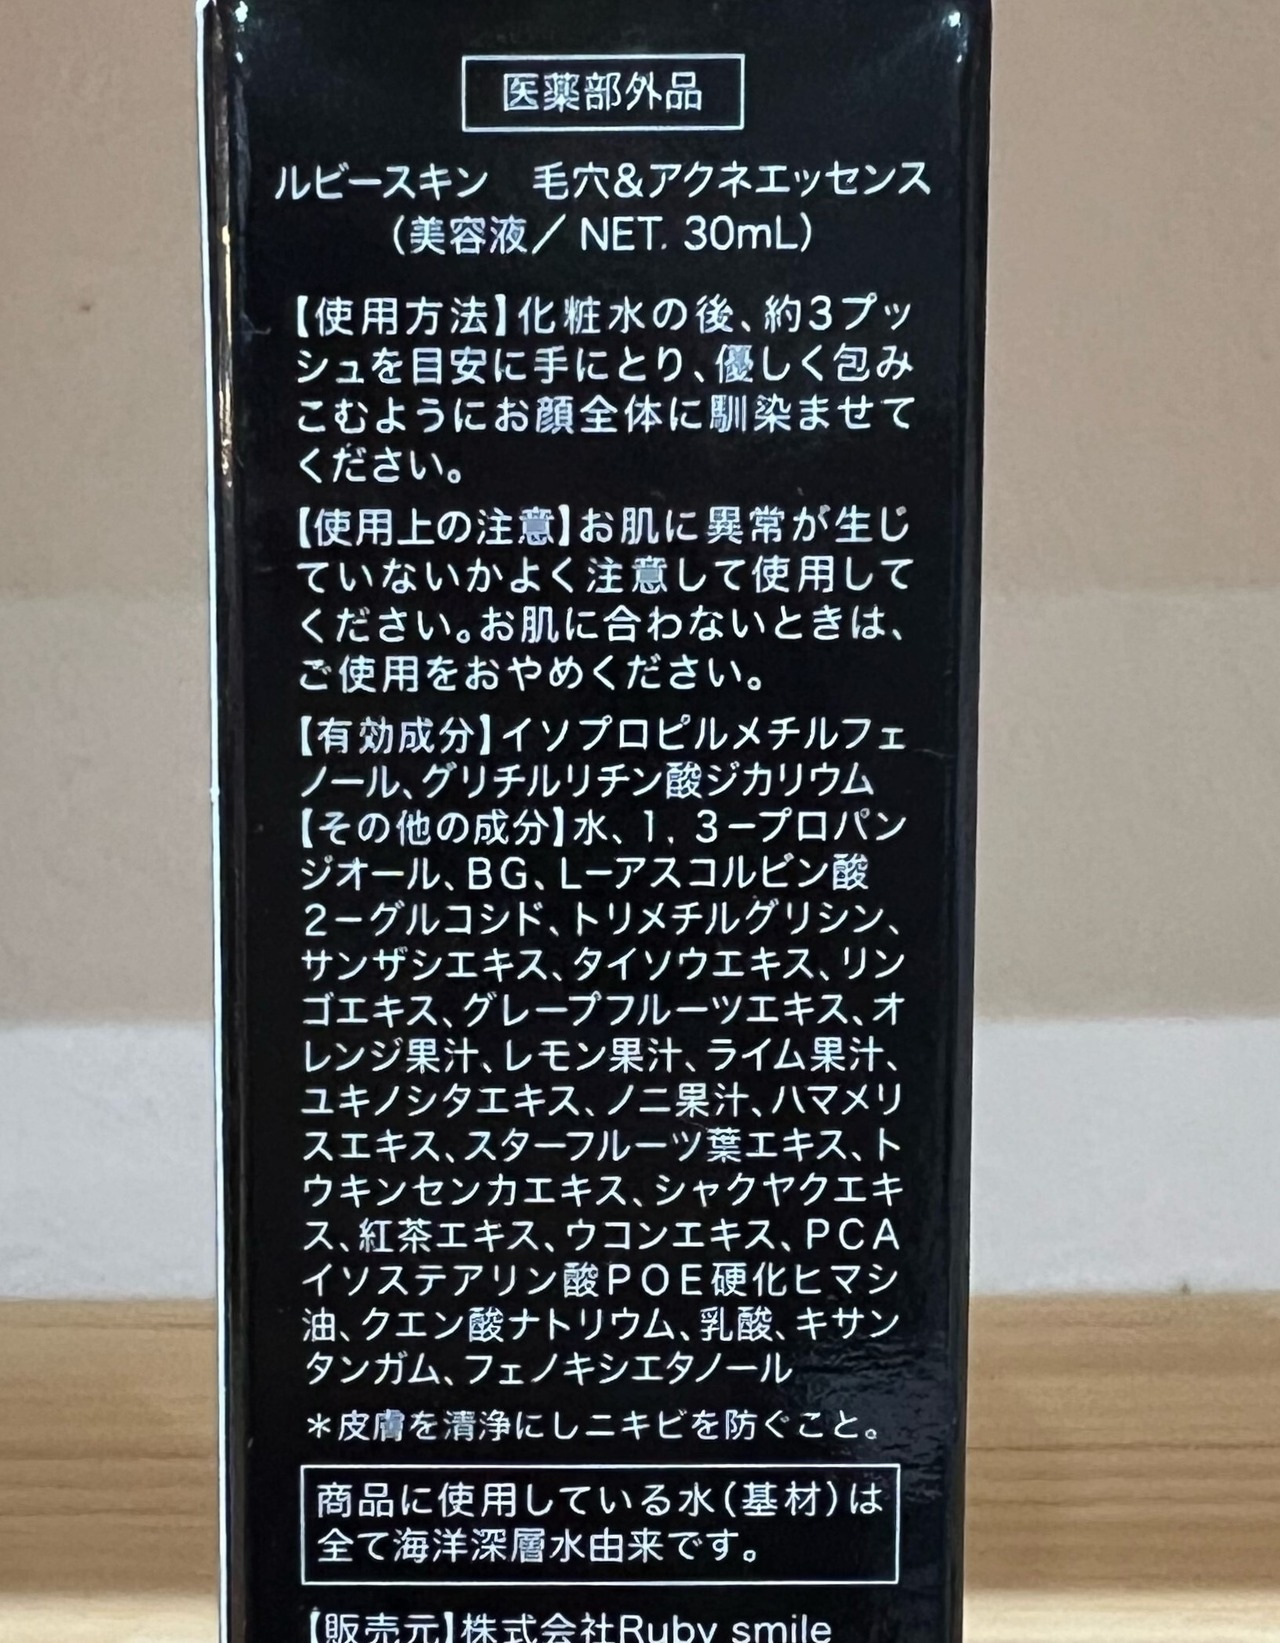 医薬部外品
ルビースキン 毛穴&アクネエッセンス
(美容液/NET. 30mL)
【使用方法】化粧水の後、約3プッ
シュを目安に手にとり、優しく包み
こむようにお顔全体に馴染ませて
ください。
【使用上の注意】お肌に異常が生じ
ていないかよく注意して使用して
ください。お肌に合わないときは、
ご使用をおやめください。
【有効成分】イソプロピルメチルフェ
ノール、グリチルリチン酸ジカリウム
【その他の成分】水、1, 3ープロパン
ジオール、BG、Lーアスコルビン酸
2ーグルコシド、トリメチルグリシン、
サンザシエキス、タイソウエキス、リン
ゴエキス、グレープフルーツエキス、オ
レンジ果汁、レモン果汁、ライム果汁、
ユキノシタエキス、ノニ果汁、ハマメリ
スエキス、スターフルーツ葉エキス、ト
ウキンセンカエキス、シャクヤクエキ
ス、紅茶エキス、ウコンエキス、PCA
イソステアリン酸POE硬化ヒマシ
油、クエン酸ナトリウム、乳酸、キサン
タンガム、フェノキシエタノール
*皮膚を清浄にしニキビを防ぐこと。
商品に使用している水(基材)は
全て海洋深層水由来です。
【販売元】株式会社Ruby smile